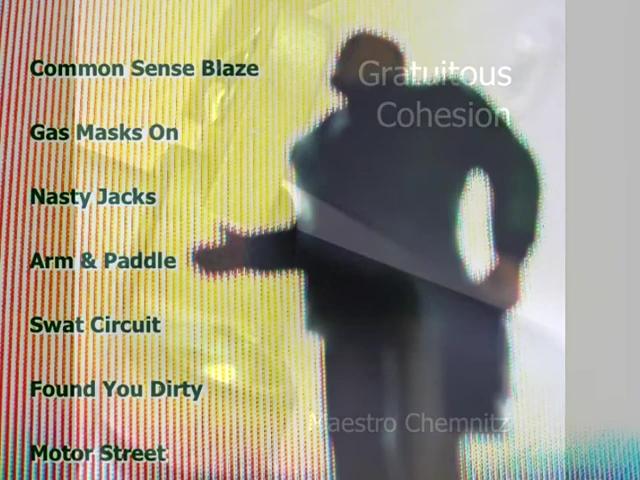 Common Sense Blaze
Gas Masks On
Nasty Jacks
Arm & Paddle
Swat Circuit
Found You Dirty
Motor Street
Gratuitous
Cohesion
Maestro Chemnitz